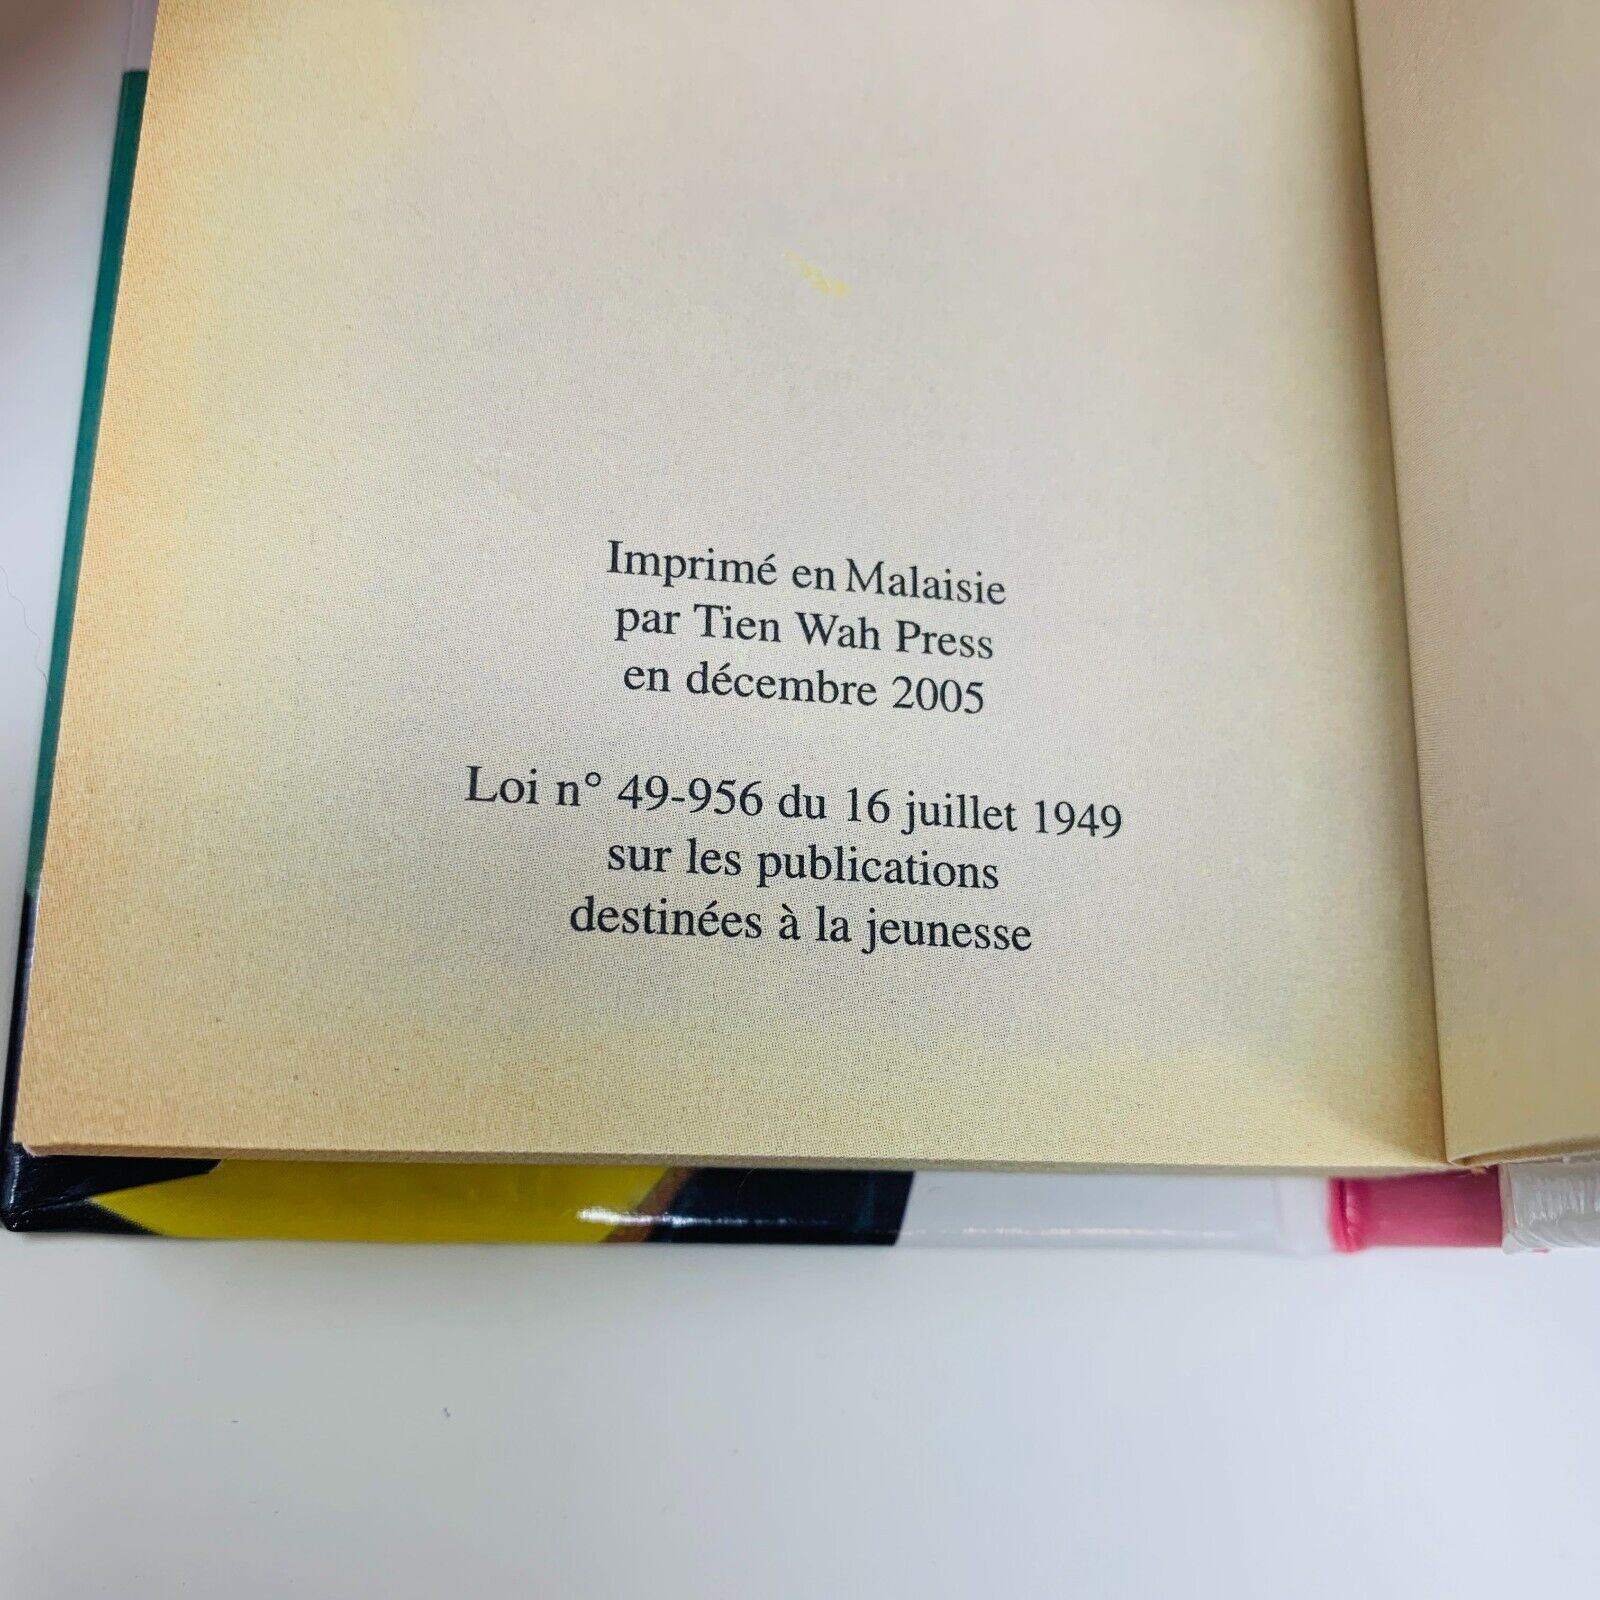 Imprimé en Malaisie
par Tien Wah Press
en décembre 2005
Loi n° 49-956 du 16 juillet 1949
sur les publications
destinées à la jeunesse